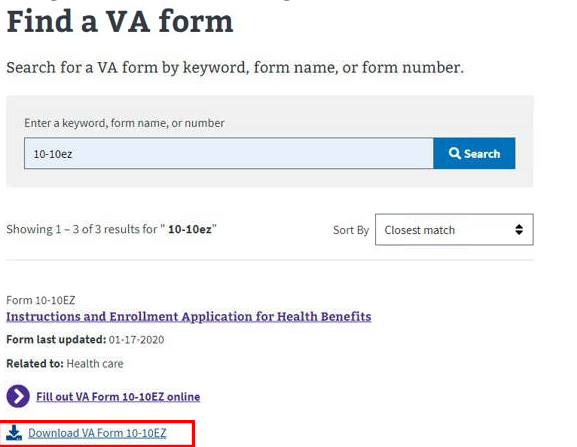 Find a VA form
Search for a VA form by keyword, form name, or form number.
Enter a keyword, form name, or number
10-10ez
Search
Showing 1 – 3 of 3 results for " 10-10ez"
Sort By
Closest match
Form 10-10EZ
Instructions and Enrollment Application for Health Benefits
Form last updated: 01-17-2020
Related to: Health care
Fill out VA Form 10-10EZ online
Download VA Form 10-10EZ